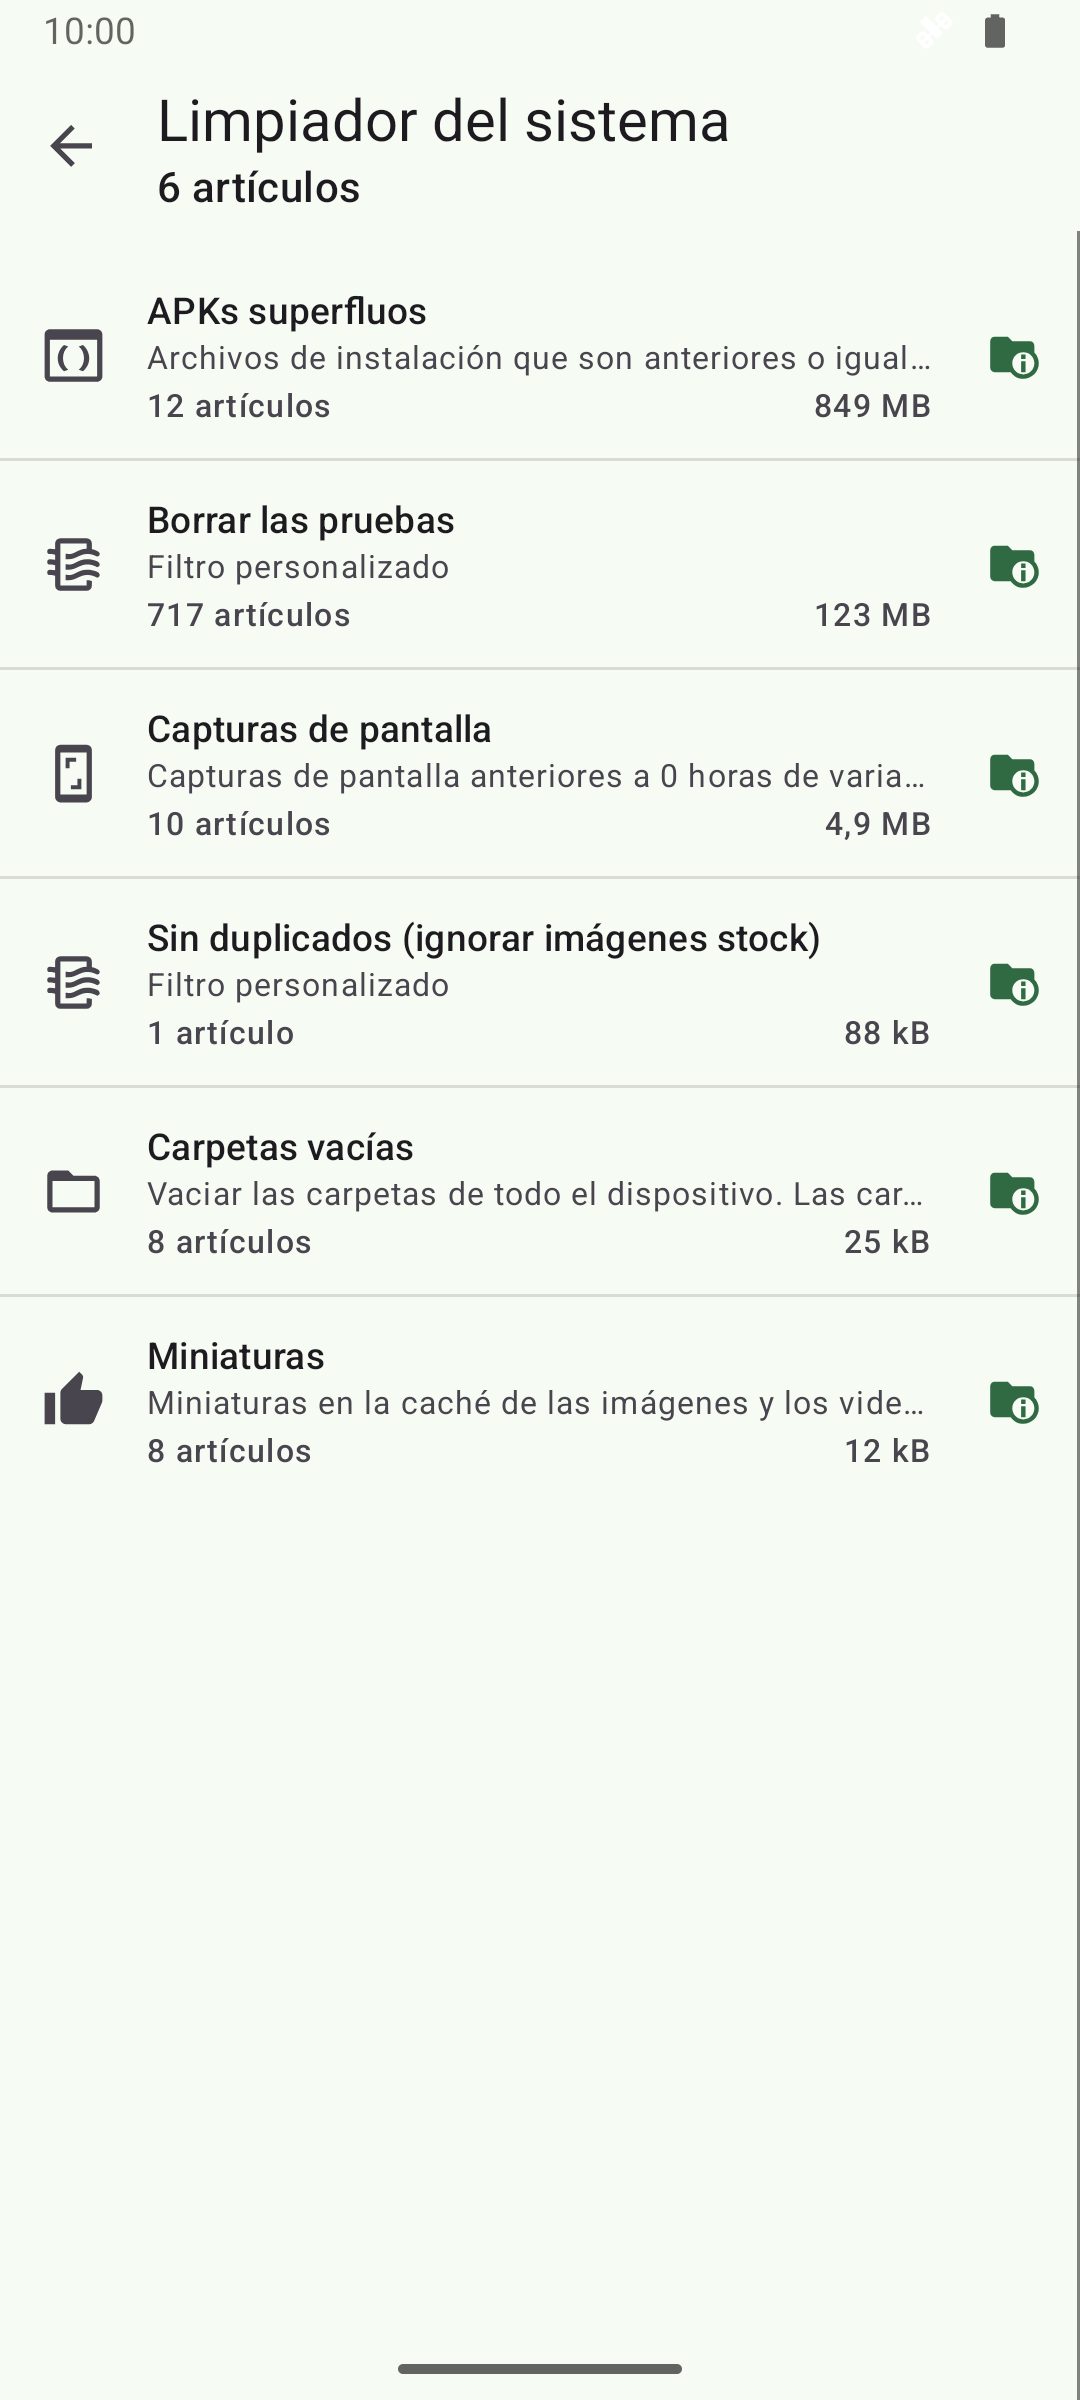 10:00
Limpiador del sistema
6 artículos
APKs superfluos
Archivos de instalación que son anteriores o igual…
12 artículos 849 MB
Borrar las pruebas
Filtro personalizado
717 artículos 123 MB
Capturas de pantalla
Capturas de pantalla anteriores a 0 horas de varia…
10 artículos 4,9 MB
Sin duplicados (ignorar imágenes stock)
Filtro personalizado
1 artículo 88 kB
Carpetas vacías
Vaciar las carpetas de todo el dispositivo. Las car…
8 artículos 25 kB
Miniaturas
Miniaturas en la caché de las imágenes y los vide…
8 artículos 12 kB